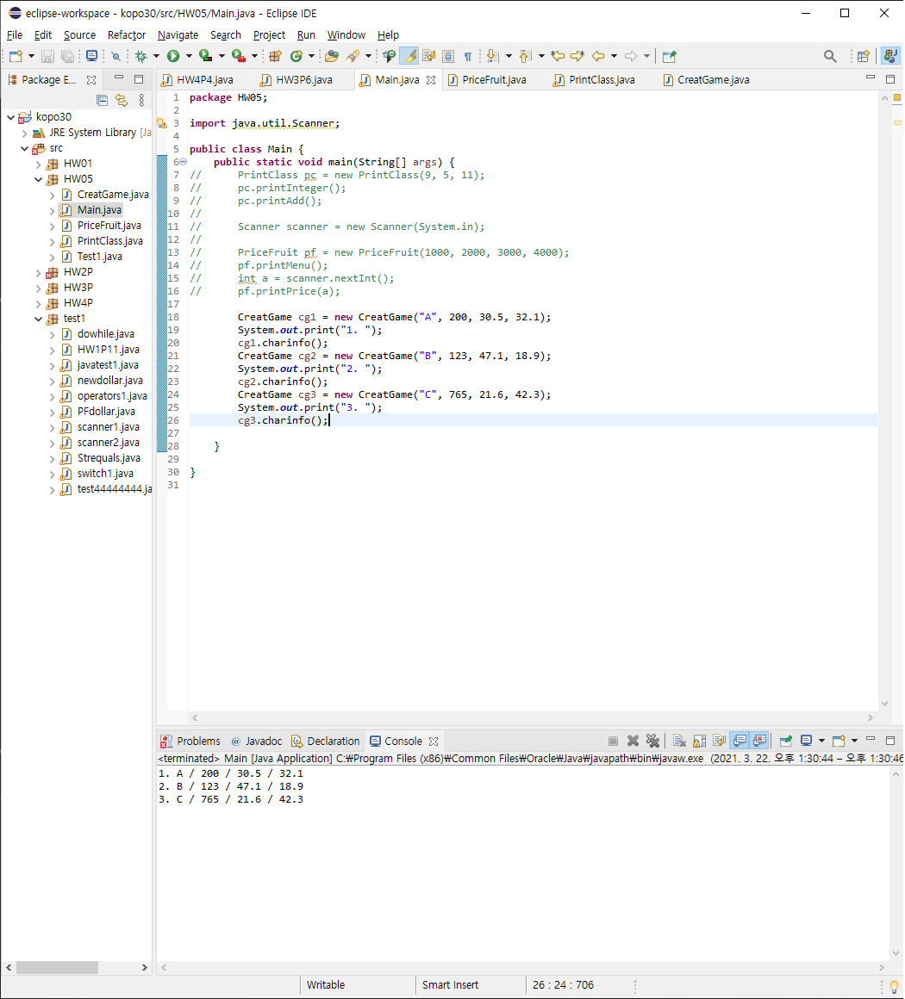 eclipse-workspace - kopo30/src/HW05/Main.java - Eclipse IDE
File Edit Source Refactor Navigate Search Project Run Window Help
Package E...
HW4P4.java HW3P6.java Main.java PriceFruit.java PrintClass.java CreatGame.java
kopo30
JRE System Library [Ja
src
HW01
HW05
CreatGame.java
Main.java
PriceFruit.java
PrintClass.java
Test1.java
HW2P
HW3P
HW4P
test1
dowhile.java
HW1P11.java
javatest1.java
newdollar.java
operators1.java
PFdollar.java
scanner1.java
scanner2.java
Strequals.java
switch1.java
test44444444.ja
1 package HW05;
2
3 import java.util.Scanner;
4
5 public class Main {
6 public static void main(String[] args) {
7 // PrintClass pc = new PrintClass(9, 5, 11);
8 // pc.printInteger();
9 // pc.printAdd();
10 //
11 // Scanner scanner = new Scanner(System.in);
12 //
13 // PriceFruit pf = new PriceFruit(1000, 2000, 3000, 4000);
14 // pf.printMenu();
15 // int a = scanner.nextInt();
16 // pf.printPrice(a);
17
18 CreatGame cg1 = new CreatGame("A", 200, 30.5, 32.1);
19 System.out.print("1. ");
20 cg1.charinfo();
21 CreatGame cg2 = new CreatGame("B", 123, 47.1, 18.9);
22 System.out.print("2. ");
23 cg2.charinfo();
24 CreatGame cg3 = new CreatGame("C", 765, 21.6, 42.3);
25 System.out.print("3. ");
26 cg3.charinfo();
27
28 }
29
30 }
31
Problems Javadoc Declaration Console
<terminated> Main [Java Application] C:₩Program Files (x86)₩Common Files₩Oracle₩Java₩javapath₩bin₩javaw.exe (2021. 3. 22. 오후 1:30:44 – 오후 1:30:46
1. A / 200 / 30.5 / 32.1
2. B / 123 / 47.1 / 18.9
3. C / 765 / 21.6 / 42.3
Writable Smart Insert 26 : 24 : 706